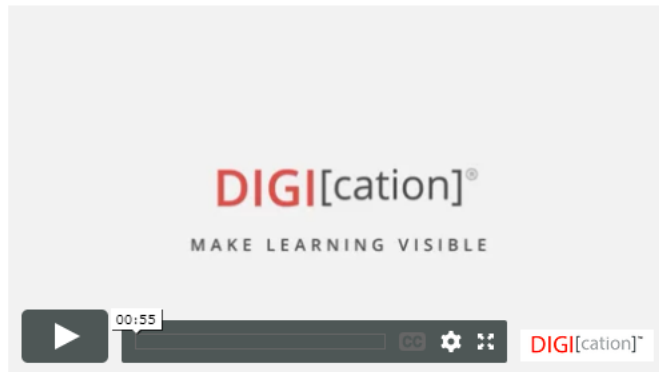 DIGI[cation]®
MAKE LEARNING VISIBLE
00:55
CC
DIGI[cation]™